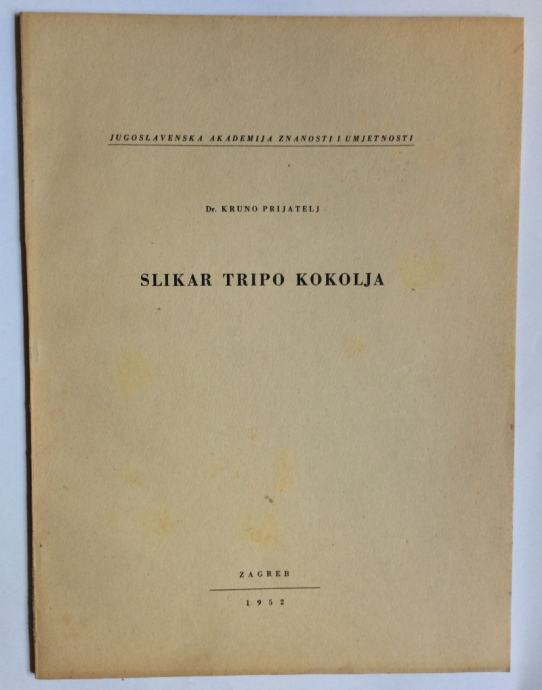 JUGOSLAVENSKA AKADEMIJA ZNANOSTI I UMJETNOSTI
Dr. KRUNO PRIJATELJ
SLIKAR TRIPO KOKOLJA
ZAGREB
1952